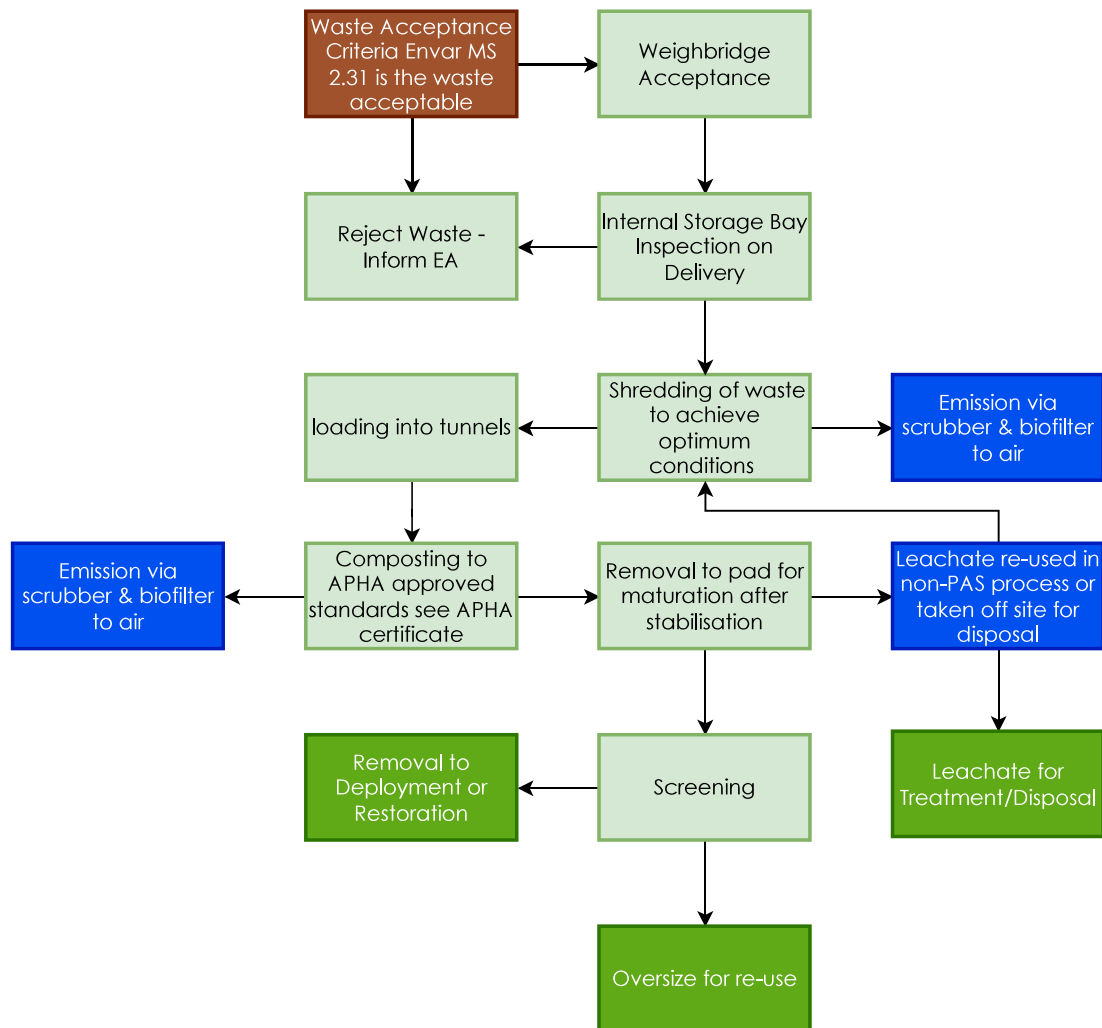 Waste Acceptance
Criteria Envar MS
2.31 is the waste
acceptable
Weighbridge
Acceptance
Reject Waste -
Inform EA
Internal Storage Bay
Inspection on
Delivery
loading into tunnels
Shredding of waste
to achieve
optimum
conditions
Emission via
scrubber & biofilter
to air
Emission via
scrubber & biofilter
to air
Composting to
APHA approved
standards see APHA
certificate
Removal to pad for
maturation after
stabilisation
Leachate re-used in
non-PAS process or
taken off site for
disposal
Removal to
Deployment or
Restoration
Screening
Leachate for
Treatment/Disposal
Oversize for re-use